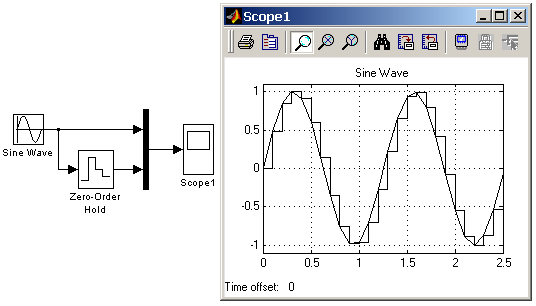 Scope1
Sine Wave
1
0.5
0
-0.5
-1
0 0.5 1 1.5 2 2.5
Time offset: 0
Sine Wave
Zero-Order
Hold
Scope1